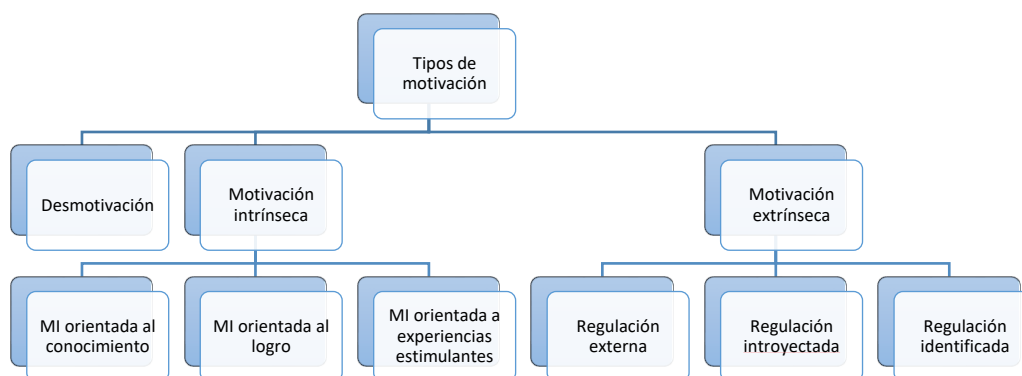 Tipos de
motivación
Desmotivación
Motivación
intrínseca
Motivación
extrínseca
MI orientada al
conocimiento
MI orientada al
logro
MI orientada a
experiencias
estimulantes
Regulación
externa
Regulación
introyectada
Regulación
identificada